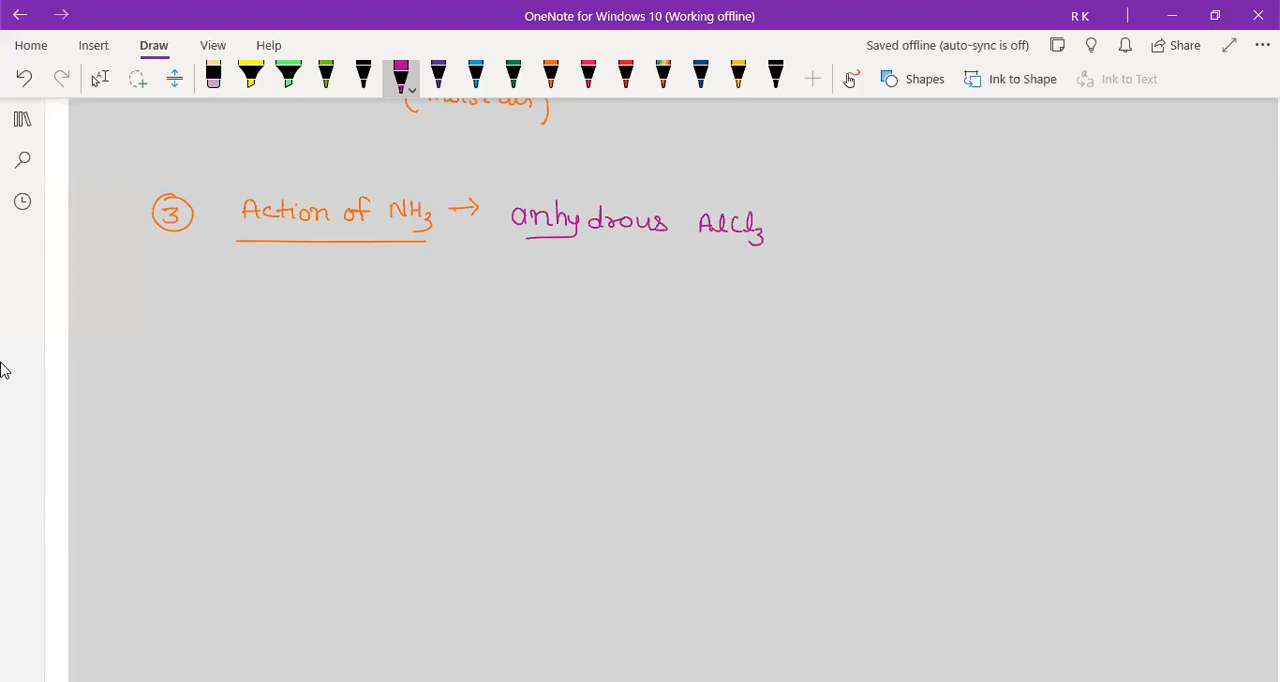 OneNote for Windows 10 (Working offline)
R K
Home Insert Draw View Help
Saved offline (auto-sync is off) Share
Shapes Ink to Shape Ink to Text
③ Action of NH₃ → anhydrous AlCl₃